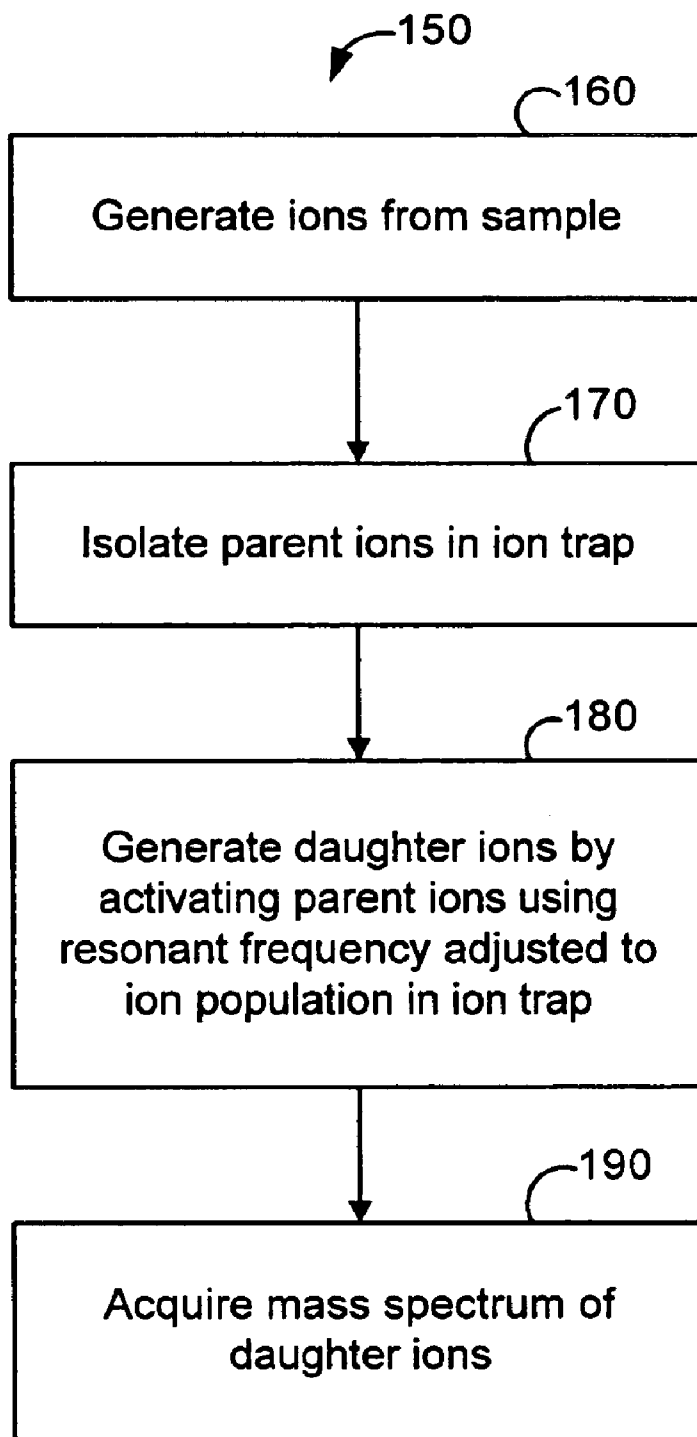 150
160
Generate ions from sample
170
Isolate parent ions in ion trap
180
Generate daughter ions by
activating parent ions using
resonant frequency adjusted to
ion population in ion trap
190
Acquire mass spectrum of
daughter ions